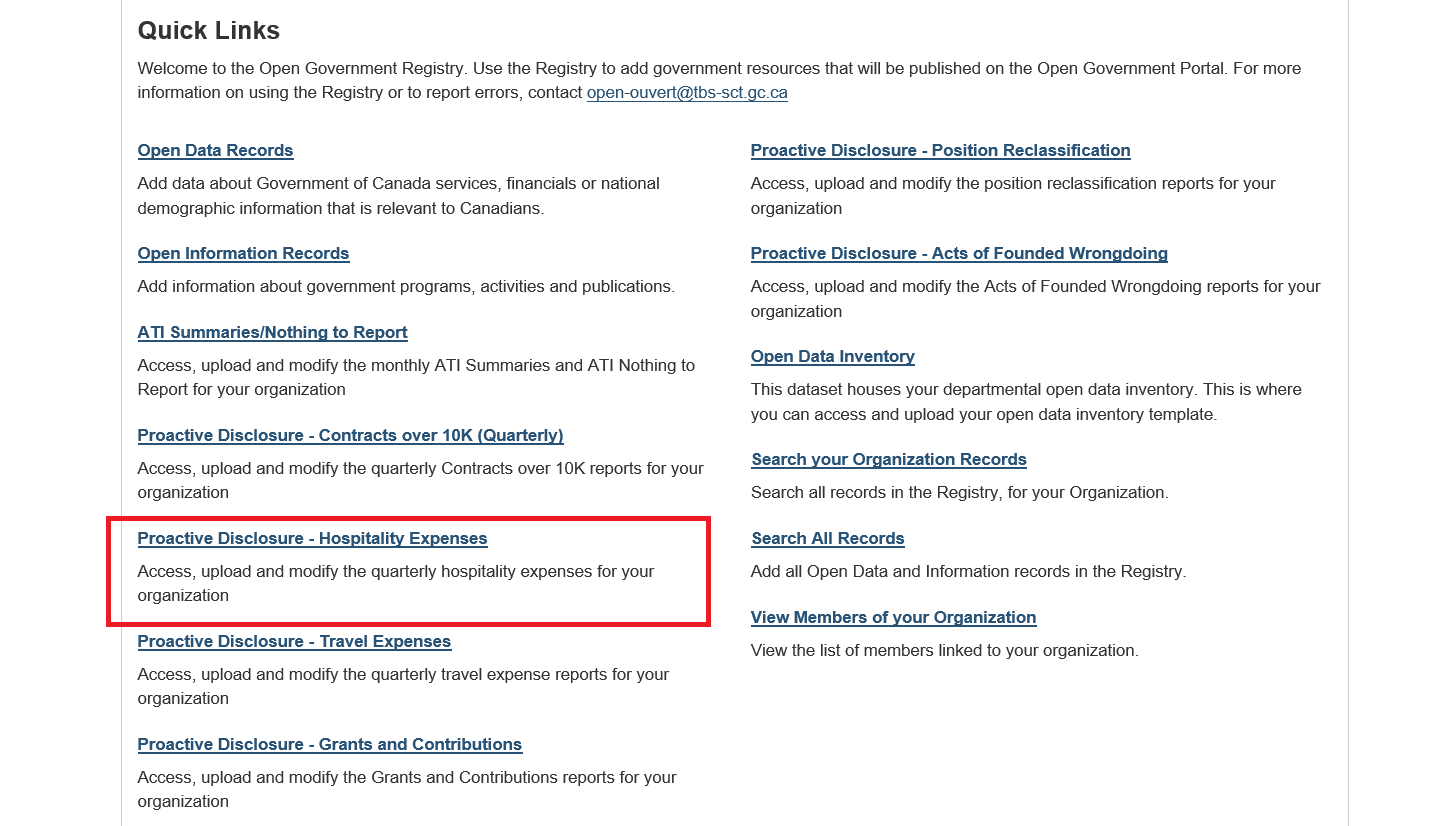 Quick Links
Welcome to the Open Government Registry. Use the Registry to add government resources that will be published on the Open Government Portal. For more
information on using the Registry or to report errors, contact open-ouvert@tbs-sct.gc.ca
Open Data Records
Add data about Government of Canada services, financials or national
demographic information that is relevant to Canadians.
Open Information Records
Add information about government programs, activities and publications.
ATI Summaries/Nothing to Report
Access, upload and modify the monthly ATI Summaries and ATI Nothing to
Report for your organization
Proactive Disclosure - Contracts over 10K (Quarterly)
Access, upload and modify the quarterly Contracts over 10K reports for your
organization
Proactive Disclosure - Hospitality Expenses
Access, upload and modify the quarterly hospitality expenses for your
organization
Proactive Disclosure - Travel Expenses
Access, upload and modify the quarterly travel expense reports for your
organization
Proactive Disclosure - Grants and Contributions
Access, upload and modify the Grants and Contributions reports for your
organization
Proactive Disclosure - Position Reclassification
Access, upload and modify the position reclassification reports for your
organization
Proactive Disclosure - Acts of Founded Wrongdoing
Access, upload and modify the Acts of Founded Wrongdoing reports for your
organization
Open Data Inventory
This dataset houses your departmental open data inventory. This is where
you can access and upload your open data inventory template.
Search your Organization Records
Search all records in the Registry, for your Organization.
Search All Records
Add all Open Data and Information records in the Registry.
View Members of your Organization
View the list of members linked to your organization.